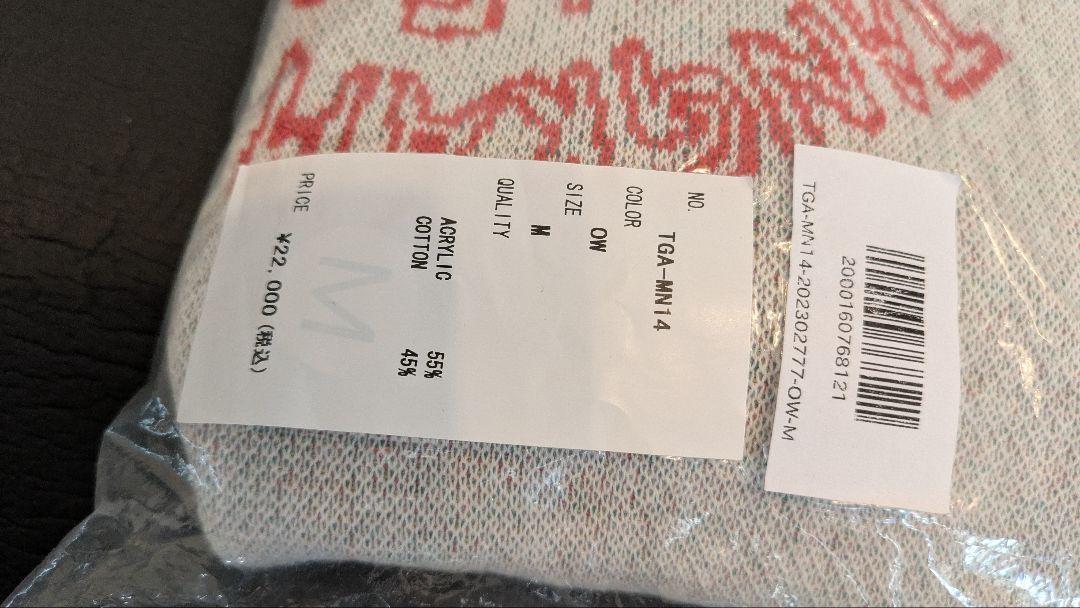 NO. TGA-MN14
COLOR OW
SIZE M
QUALITY
ACRYLIC 55%
COTTON 45%
PRICE ¥22,000(税込)
M
2000160768121
TGA-MN14-202302777-OW-M